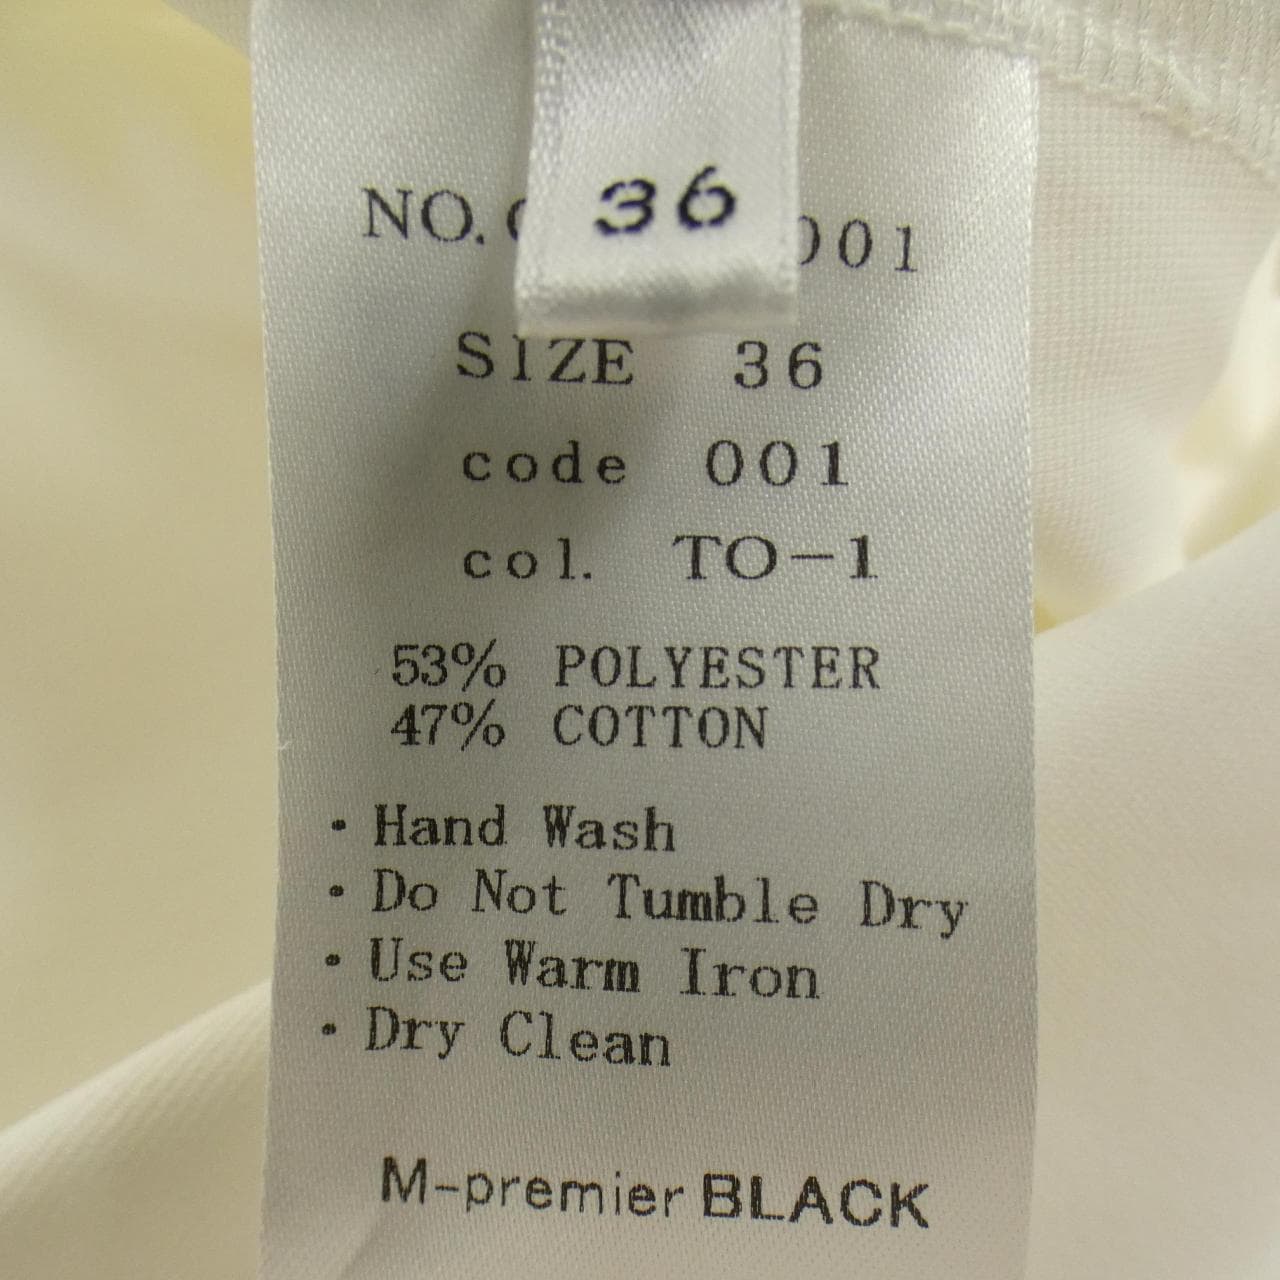 36
NO.
SIZE 36
code 001
col. TO-1
53% POLYESTER
47% COTTON
・Hand Wash
・Do Not Tumble Dry
・Use Warm Iron
・Dry Clean
M-premier BLACK